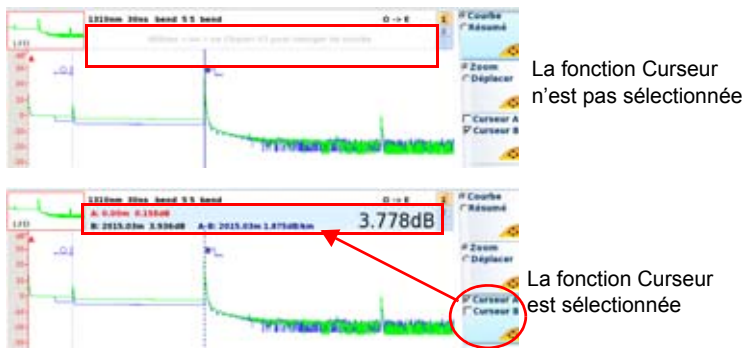 1310nm 30ns bend 5 5 bend O -> E
1
Courbe
Résumé
Zoom
Déplacer
Curseur A
Curseur B
La fonction Curseur
n'est pas sélectionnée
1310nm 30ns bend 5 5 bend O -> E
1
A: 0.00m 0.158dB
B: 2015.03m 3.936dB A-B: 2015.03m 1.875dB/km
3.778dB
Courbe
Résumé
Zoom
Déplacer
Curseur A
Curseur B
La fonction Curseur
est sélectionnée